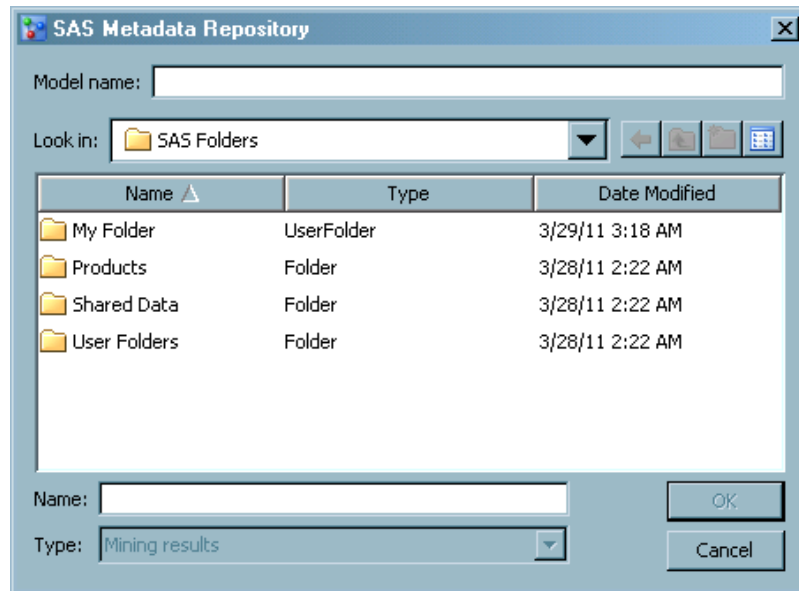 SAS Metadata Repository
Model name:
Look in: SAS Folders
Name Type Date Modified
My Folder UserFolder 3/29/11 3:18 AM
Products Folder 3/28/11 2:22 AM
Shared Data Folder 3/28/11 2:22 AM
User Folders Folder 3/28/11 2:22 AM
Name: OK
Type: Mining results Cancel